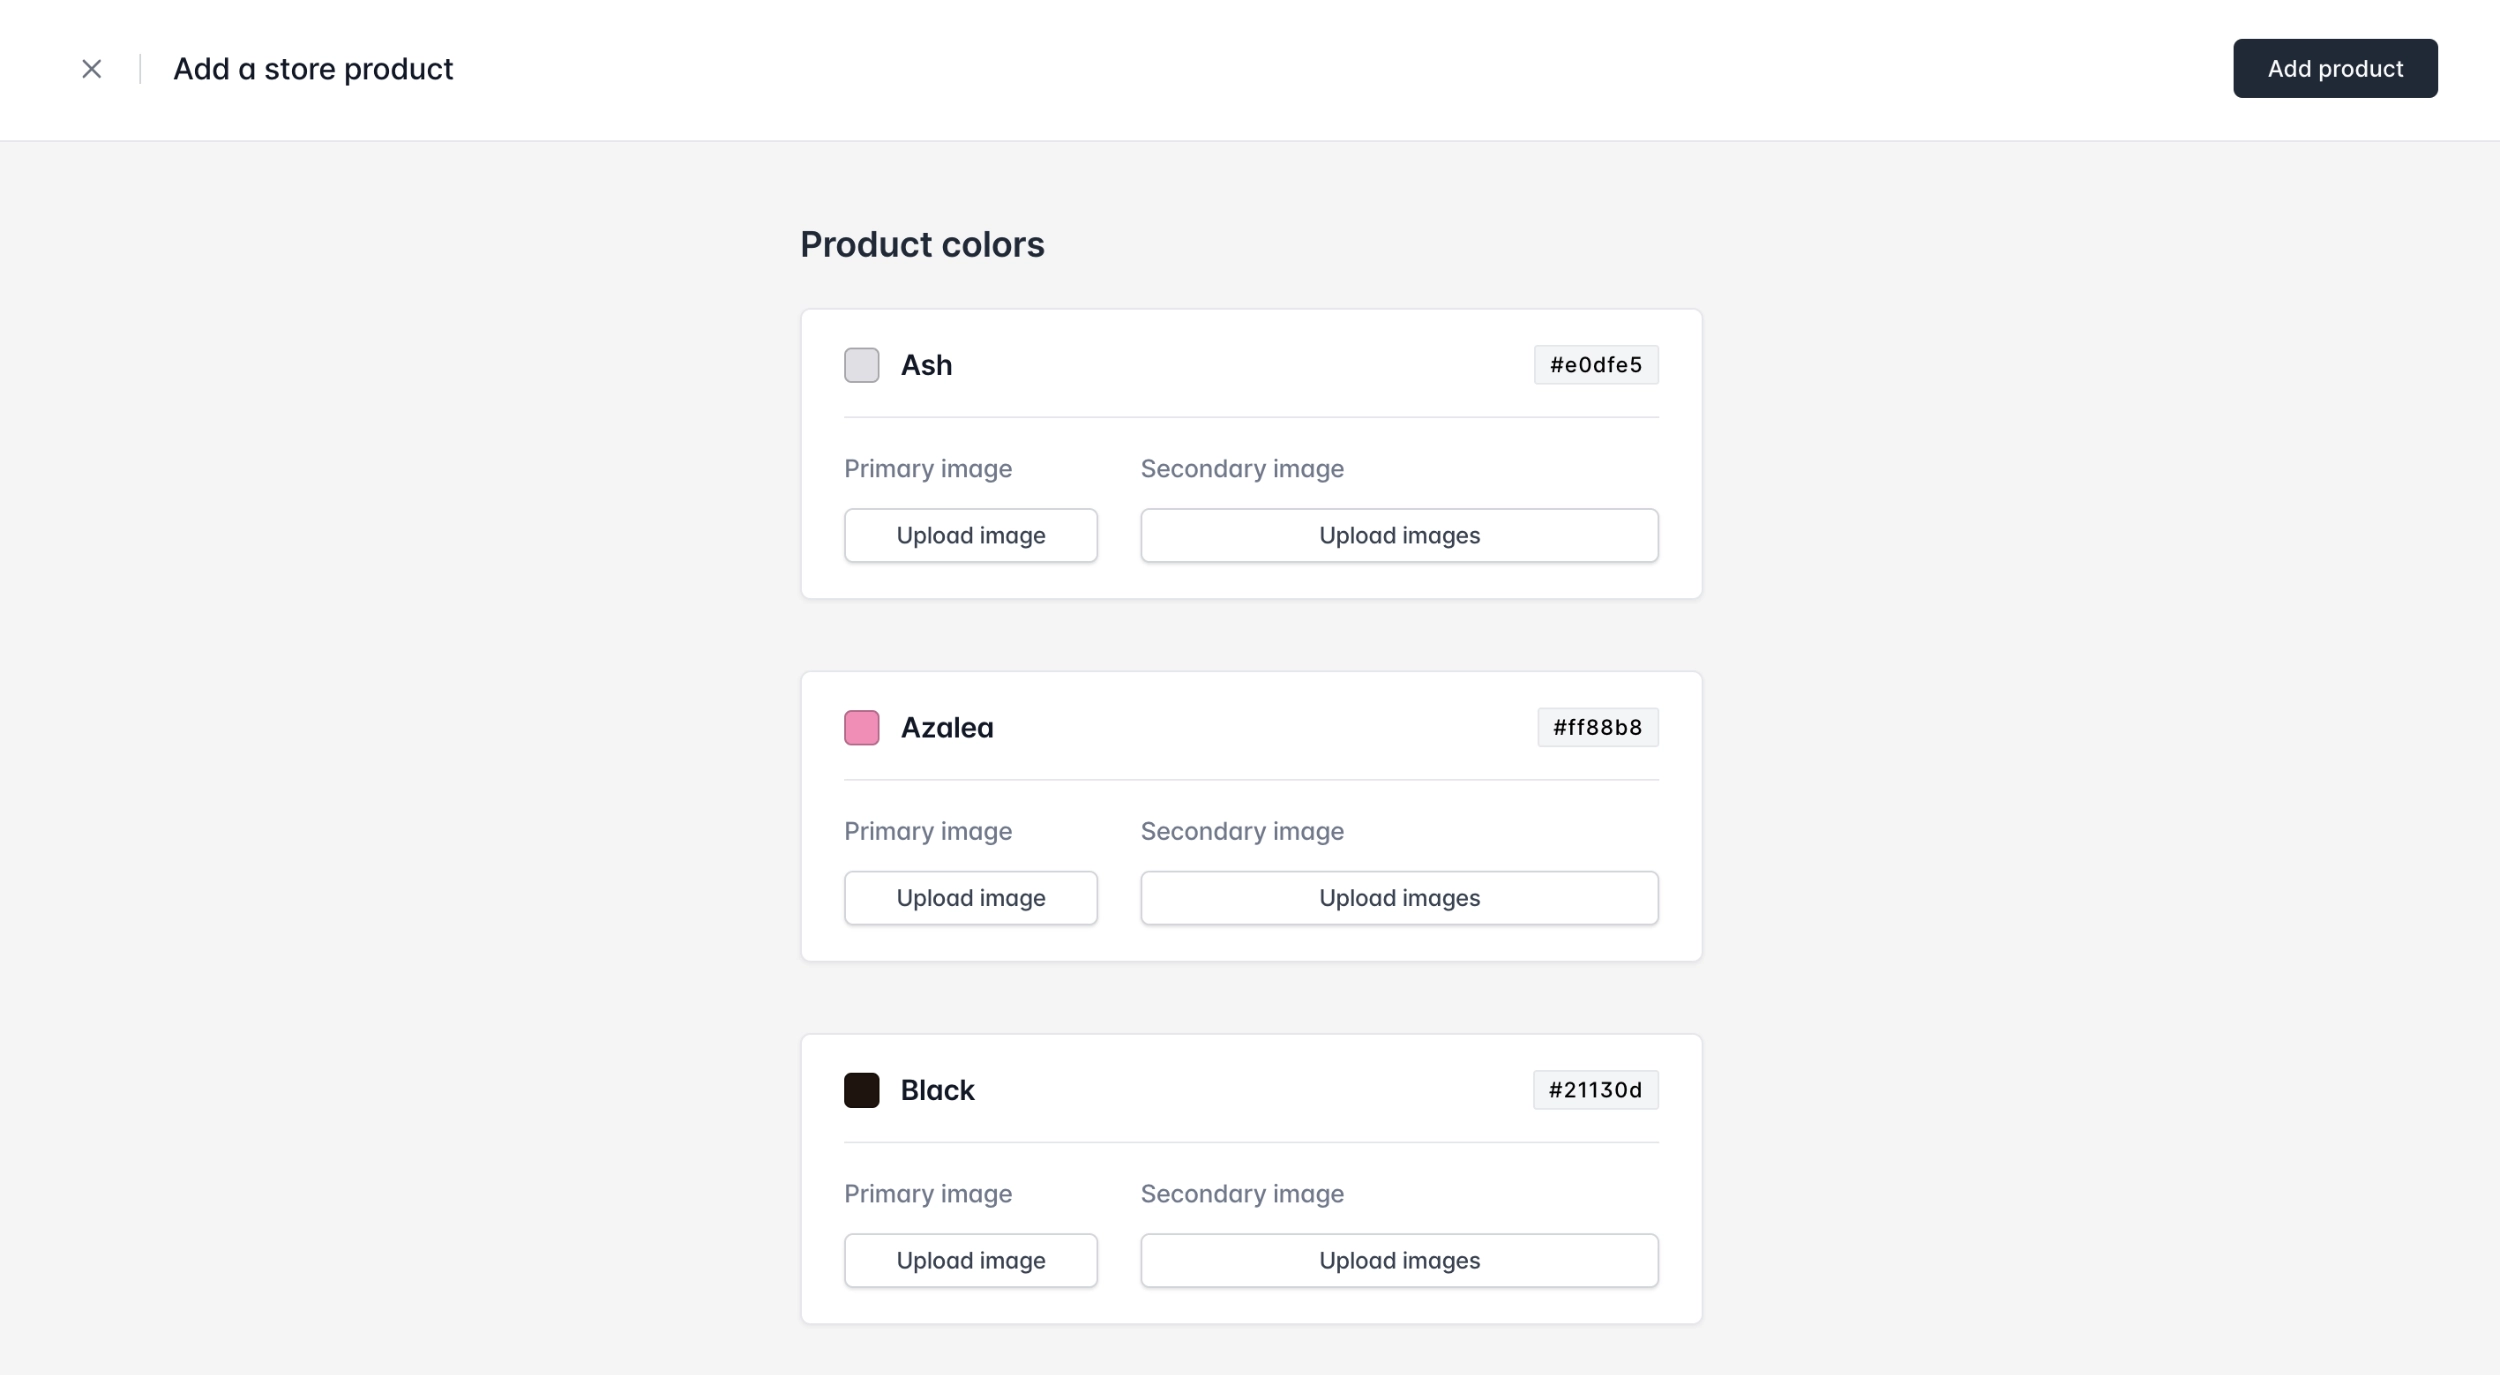 Add a store product
Add product
Product colors
Ash
#e0dfe5
Primary image
Secondary image
Upload image
Upload images
Azalea
#ff88b8
Primary image
Secondary image
Upload image
Upload images
Black
#21130d
Primary image
Secondary image
Upload image
Upload images